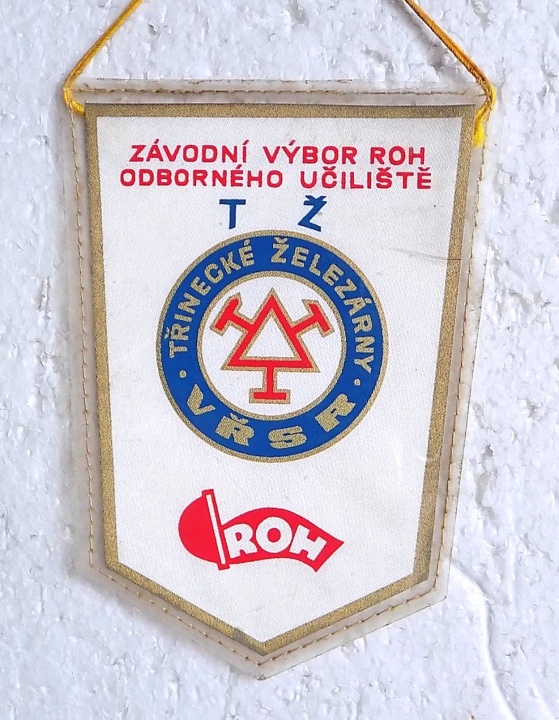 ZÁVODNÍ VÝBOR ROH
ODBORNÉHO UČILIŠTĚ
T Ž
TŘINECKÉ ŽELEZÁRNY
· VŘSR ·
ROH